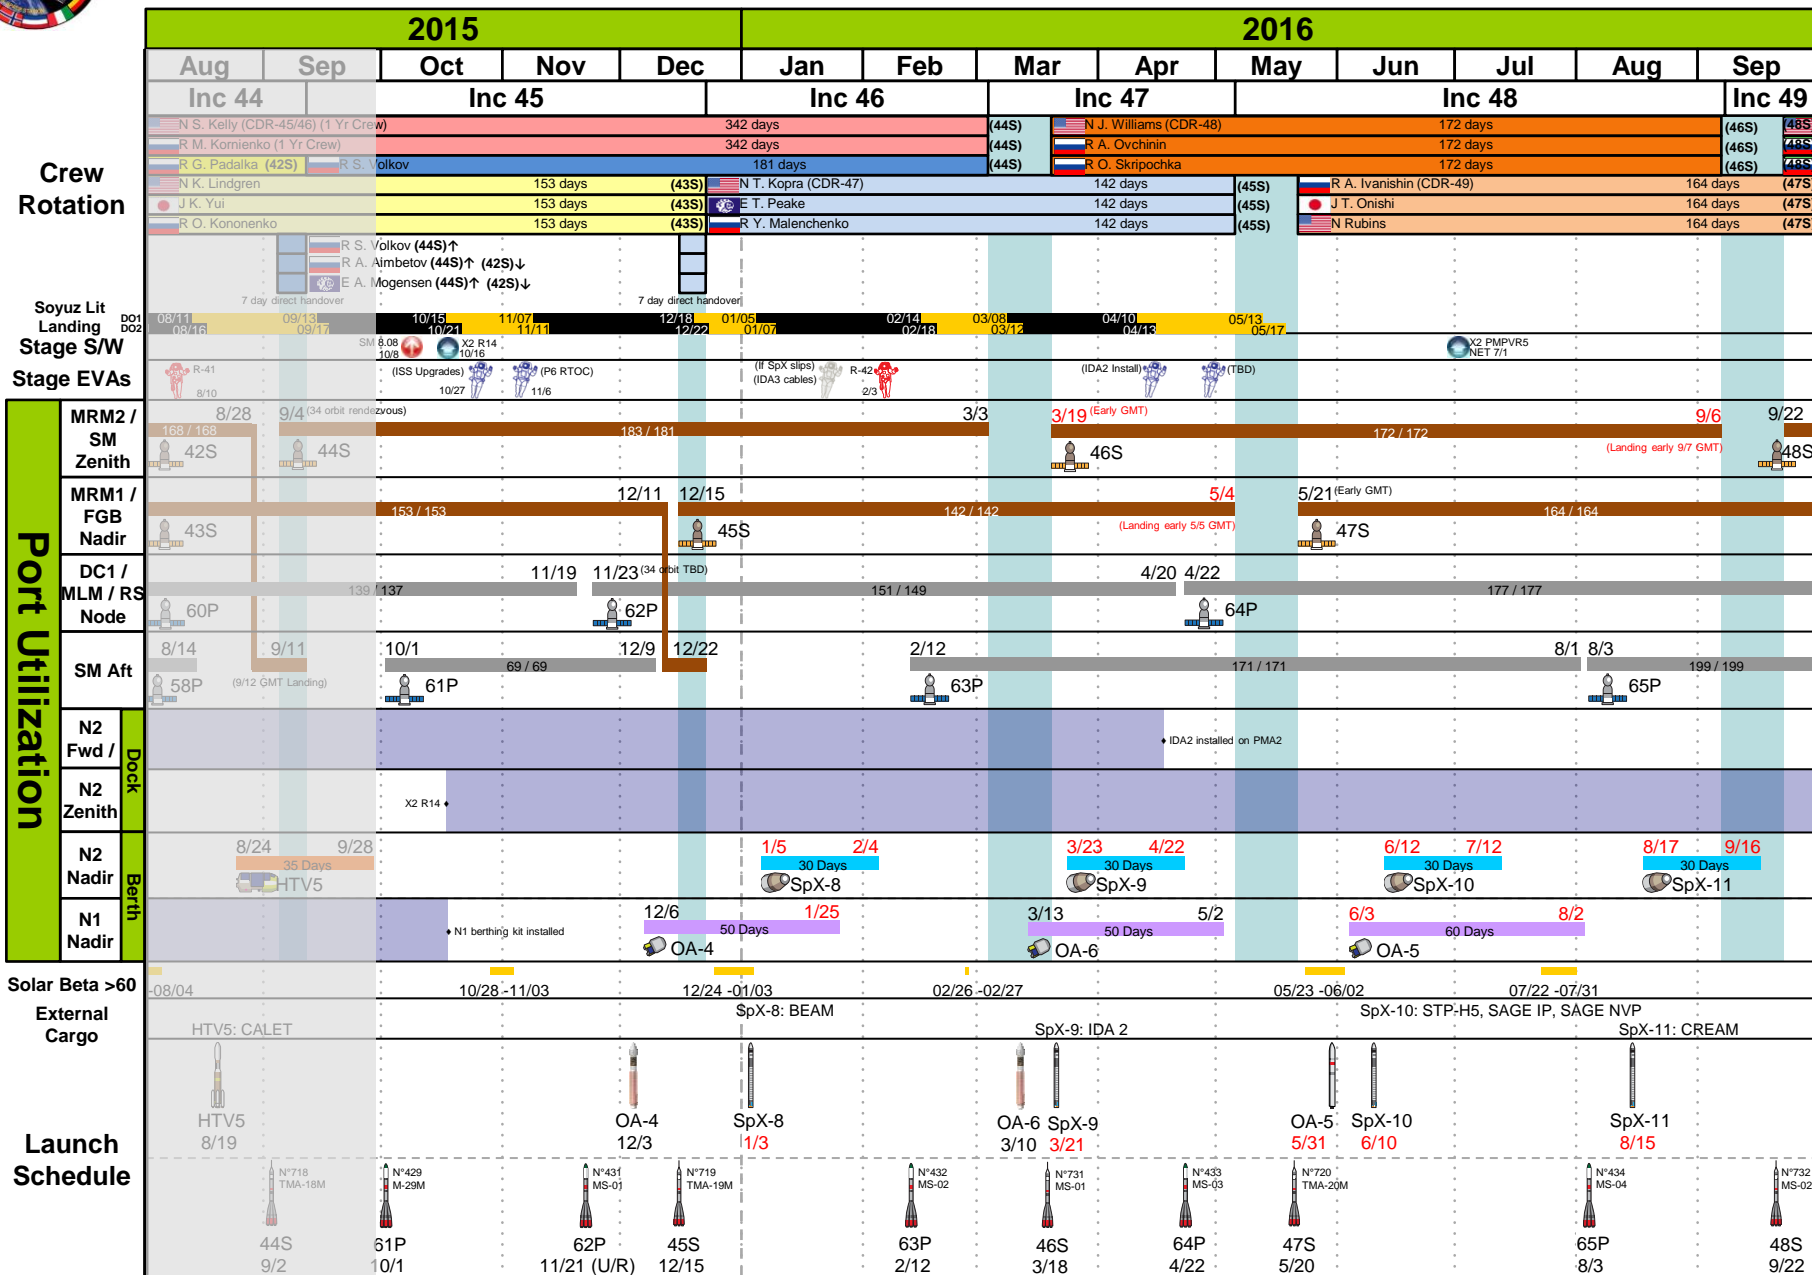 2015 2016
Aug Sep Oct Nov Dec Jan Feb Mar Apr May Jun Jul Aug Sep
Inc 44 Inc 45 Inc 46 Inc 47 Inc 48 Inc 49
Crew Rotation
N S. Kelly (CDR-45/46) (1 Yr Crew) 342 days (44S) N J. Williams (CDR-48) 172 days (46S) (48S
R M. Kornienko (1 Yr Crew) 342 days (44S) R A. Ovchinin 172 days (46S) (48S
R G. Padalka (42S) R S. Volkov 181 days (44S) R O. Skripochka 172 days (46S) (48S
N K. Lindgren 153 days (43S) N T. Kopra (CDR-47) 142 days (45S) R A. Ivanishin (CDR-49) 164 days (47S
J K. Yui 153 days (43S) E T. Peake 142 days (45S) J T. Onishi 164 days (47S
R O. Kononenko 153 days (43S) R Y. Malenchenko 142 days (45S) N Rubins 164 days (47S
R S. Volkov (44S)↑
R A. Aimbetov (44S)↑ (42S)↓
E A. Mogensen (44S)↑ (42S)↓
7 day direct handover 7 day direct handover
Soyuz Lit Landing
DO1 08/11 09/13 10/15 11/07 12/18 01/05 02/14 03/08 04/10 05/13
DO2 08/16 09/17 10/21 11/11 12/22 01/07 02/18 03/12 04/13 05/17
Stage S/W
SM 8.08 10/8 X2 R14 10/16 X2 PMPVR5 NET 7/1
Stage EVAs
R-41 8/10 (ISS Upgrades) 10/27 (P6 RTOC) 11/6 (If SpX slips) (IDA3 cables) R-42 2/3 (IDA2 Install) (TBD)
Port Utilization
MRM2 / SM Zenith
8/28 9/4 (34 orbit rendezvous) 3/3 3/19 (Early GMT) 9/6 9/22
168 / 168 183 / 181 172 / 172
(Landing early 9/7 GMT)
42S 44S 46S 48S
MRM1 / FGB Nadir
12/11 12/15 5/4 5/21 (Early GMT)
153 / 153 142 / 142 164 / 164
(Landing early 5/5 GMT)
43S 45S 47S
DC1 / MLM / RS Node
11/19 11/23 (34 orbit TBD) 4/20 4/22
139 / 137 151 / 149 177 / 177
60P 62P 64P
SM Aft
8/14 9/11 10/1 12/9 12/22 2/12 8/1 8/3
69 / 69 171 / 171 199 / 199
58P (9/12 GMT Landing) 61P 63P 65P
Dock
N2 Fwd /
IDA2 installed on PMA2
N2 Zenith
X2 R14
Berth
N2 Nadir
8/24 9/28 1/5 2/4 3/23 4/22 6/12 7/12 8/17 9/16
35 Days 30 Days 30 Days 30 Days 30 Days
HTV5 SpX-8 SpX-9 SpX-10 SpX-11
N1 Nadir
N1 berthing kit installed
12/6 1/25 3/13 5/2 6/3 8/2
50 Days 50 Days 60 Days
OA-4 OA-6 OA-5
Solar Beta >60
-08/04 10/28 -11/03 12/24 -01/03 02/26 -02/27 05/23 -06/02 07/22 -07/31
External Cargo
SpX-8: BEAM SpX-10: STP-H5, SAGE IP, SAGE NVP
HTV5: CALET SpX-9: IDA 2 SpX-11: CREAM
Launch Schedule
HTV5 OA-4 SpX-8 OA-6 SpX-9 OA-5 SpX-10 SpX-11
8/19 12/3 1/3 3/10 3/21 5/31 6/10 8/15
N°718 N°429 N°431 N°719 N°432 N°731 N°433 N°720 N°434 N°732
TMA-18M M-29M MS-01 TMA-19M MS-02 MS-01 MS-03 TMA-20M MS-04 MS-02
44S 61P 62P 45S 63P 46S 64P 47S 65P 48S
9/2 10/1 11/21 (U/R) 12/15 2/12 3/18 4/22 5/20 8/3 9/22